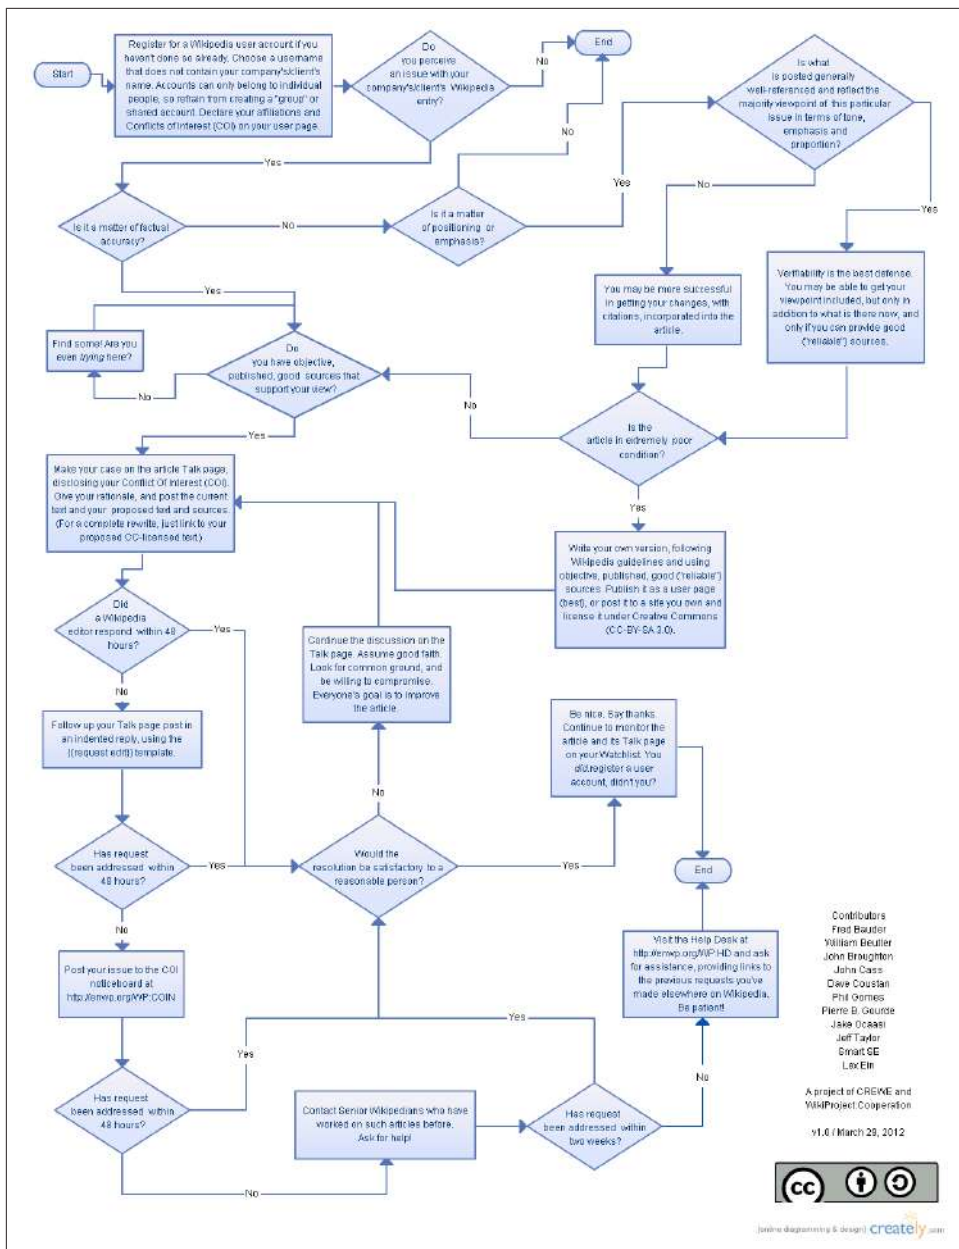 Start
Register for a Wikipedia user account if you
haven't done so already. Choose a username
that does not contain your company's/client's
name. Accounts can only belong to individual
people, so refrain from creating a "group" or
shared account. Declare your affiliations and
Conflicts of Interest (COI) on your user page.
Do
you perceive
an issue with your
company's/client's Wikipedia
entry?
No
End
Yes
Is it a matter of factual
accuracy?
No
Is it a matter
of positioning or
emphasis?
No
Yes
Is what
is posted generally
well-referenced and reflect the
majority viewpoint of this particular
issue in terms of tone,
emphasis and
proportion?
No
Yes
You may be more successful
in getting your changes, with
citations, incorporated into the
article.
Verifiability is the best defense.
You may be able to get your
viewpoint included, but only in
addition to what is there now, and
only if you can provide good
("reliable") sources.
Yes
Find some! Are you
even trying here?
Do
you have objective,
published, good sources that
support your view?
No
No
Is the
article in extremely poor
condition?
Yes
Yes
Make your case on the article Talk page,
disclosing your Conflict Of Interest (COI).
Give your rationale, and post the current
text and your proposed text and sources.
(For a complete rewrite, just link to your
proposed CC-licensed text.)
Write your own version, following
Wikipedia guidelines and using
objective, published, good ("reliable")
sources. Publish it as a user page
(best), or post it to a site you own and
license it under Creative Commons
(CC-BY-SA 3.0).
Did
a Wikipedia
editor respond within 48
hours?
Yes
No
Continue the discussion on the
Talk page. Assume good faith.
Look for common ground, and
be willing to compromise.
Everyone's goal is to improve
the article.
Follow up your Talk page post in
an indented reply, using the
{{request edit}} template.
Be nice. Say thanks.
Continue to monitor the
article and its Talk page
on your Watchlist. You
did register a user
account, didn't you?
No
Has request
been addressed within
48 hours?
Yes
Would the
resolution be satisfactory to a
reasonable person?
Yes
End
No
Post your issue to the COI
noticeboard at
http://enwp.org/WP:COIN
Visit the Help Desk at
http://enwp.org/WP:HD and ask
for assistance, providing links to
the previous requests you've
made elsewhere on Wikipedia.
Be patient!
Yes
Yes
No
Has request
been addressed within
48 hours?
Contact Senior Wikipedians who have
worked on such articles before.
Ask for help!
Has request
been addressed within
two weeks?
No
Contributors
Fred Bauder
William Beutler
John Broughton
John Cass
Dave Coustan
Phil Gomes
Pierre B. Gourde
Jake Ocaasi
Jeff Taylor
Smart SE
Lex Ein
A project of CREWE and
WikiProject Cooperation
v1.0 / March 29, 2012
cc
[online diagramming & design] creately.com